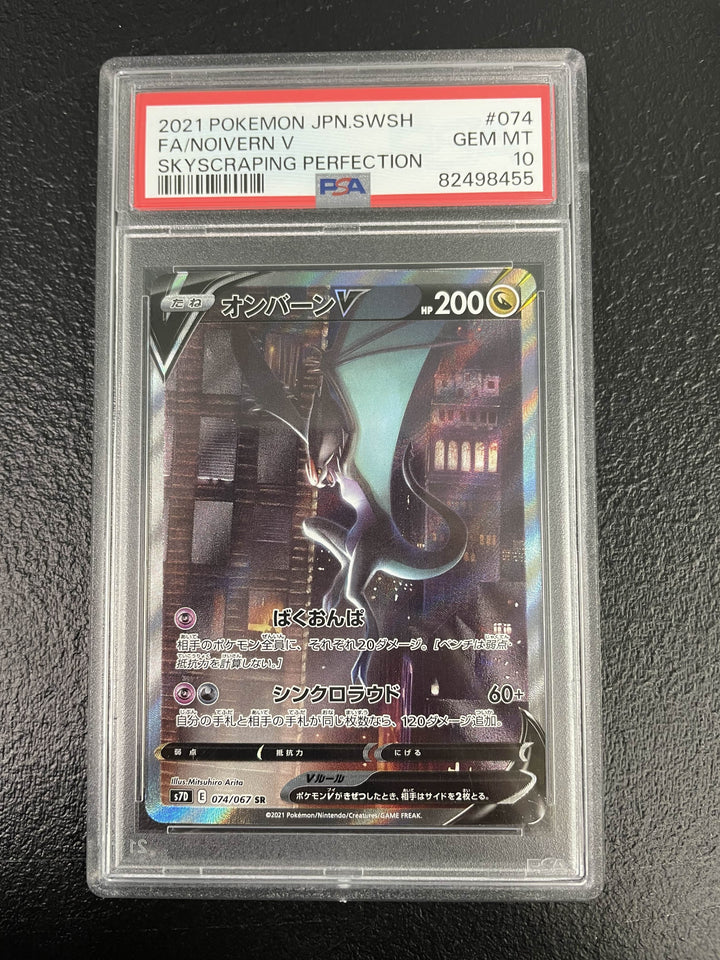 2021 POKEMON JPN.SWSH #074
FA/NOIVERN V GEM MT
SKYSCRAPING PERFECTION 10
PSA 82498455
たね オンバーンV HP 200
ばくおんぱ
相手のポケモン全員に、それぞれ20ダメージ。[ベンチは弱点・
抵抗力を計算しない。]
シンクロラウド 60+
自分の手札と相手の手札が同じ枚数なら、120ダメージ追加。
弱点 抵抗力 にげる
Illus. Mitsuhiro Arita
Vルール
ポケモンVがきぜつしたとき、相手はサイドを2枚とる。
s7D E 074/067 SR
©2021 Pokémon/Nintendo/Creatures/GAME FREAK.